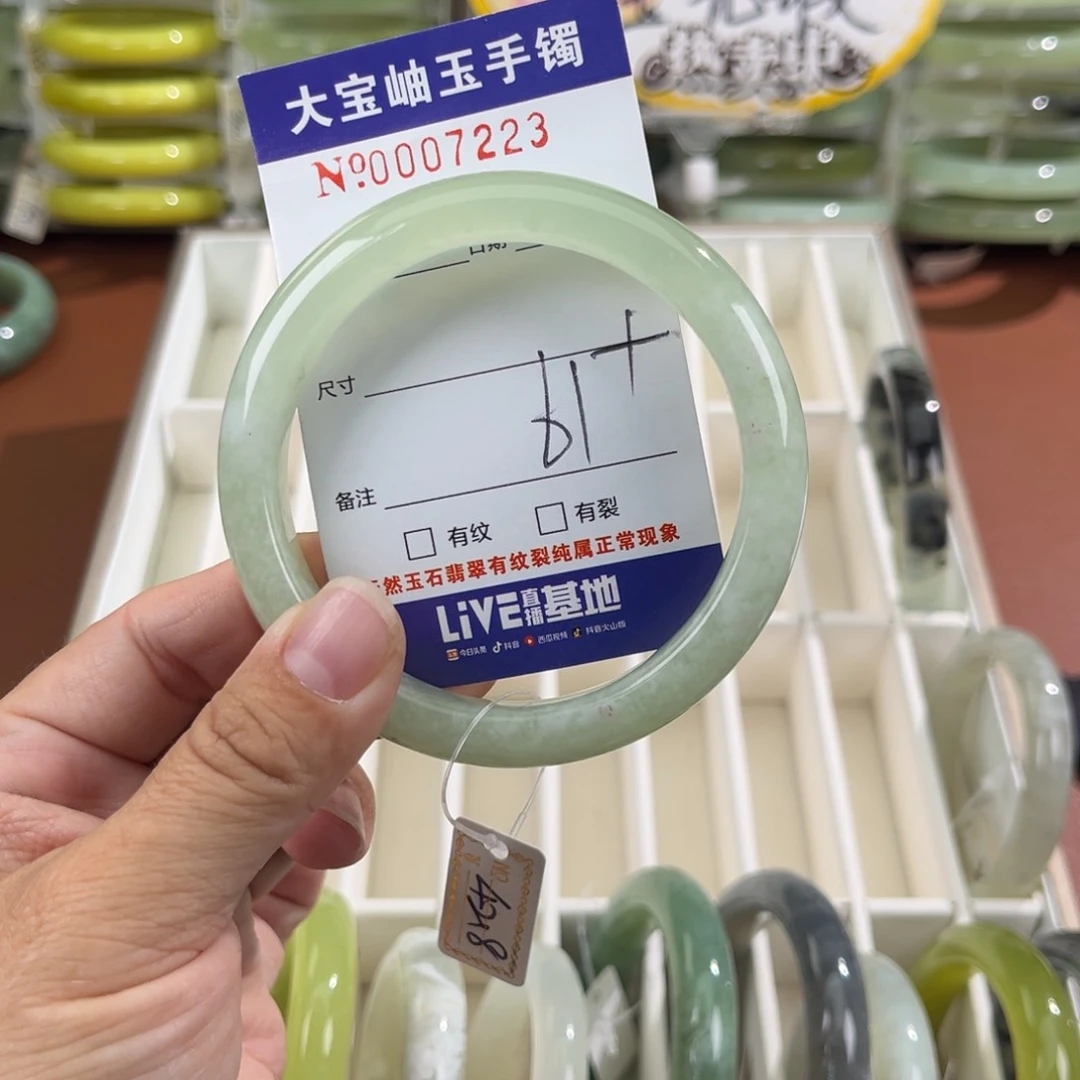 大宝岫玉手镯
Nº0007223
日期
尺寸
61+
备注
□ 有纹 □ 有裂
然玉石翡翠有纹裂纯属正常现象
LiVE直播基地
今日头条 抖音 西瓜视频 抖音火山版
NO
428